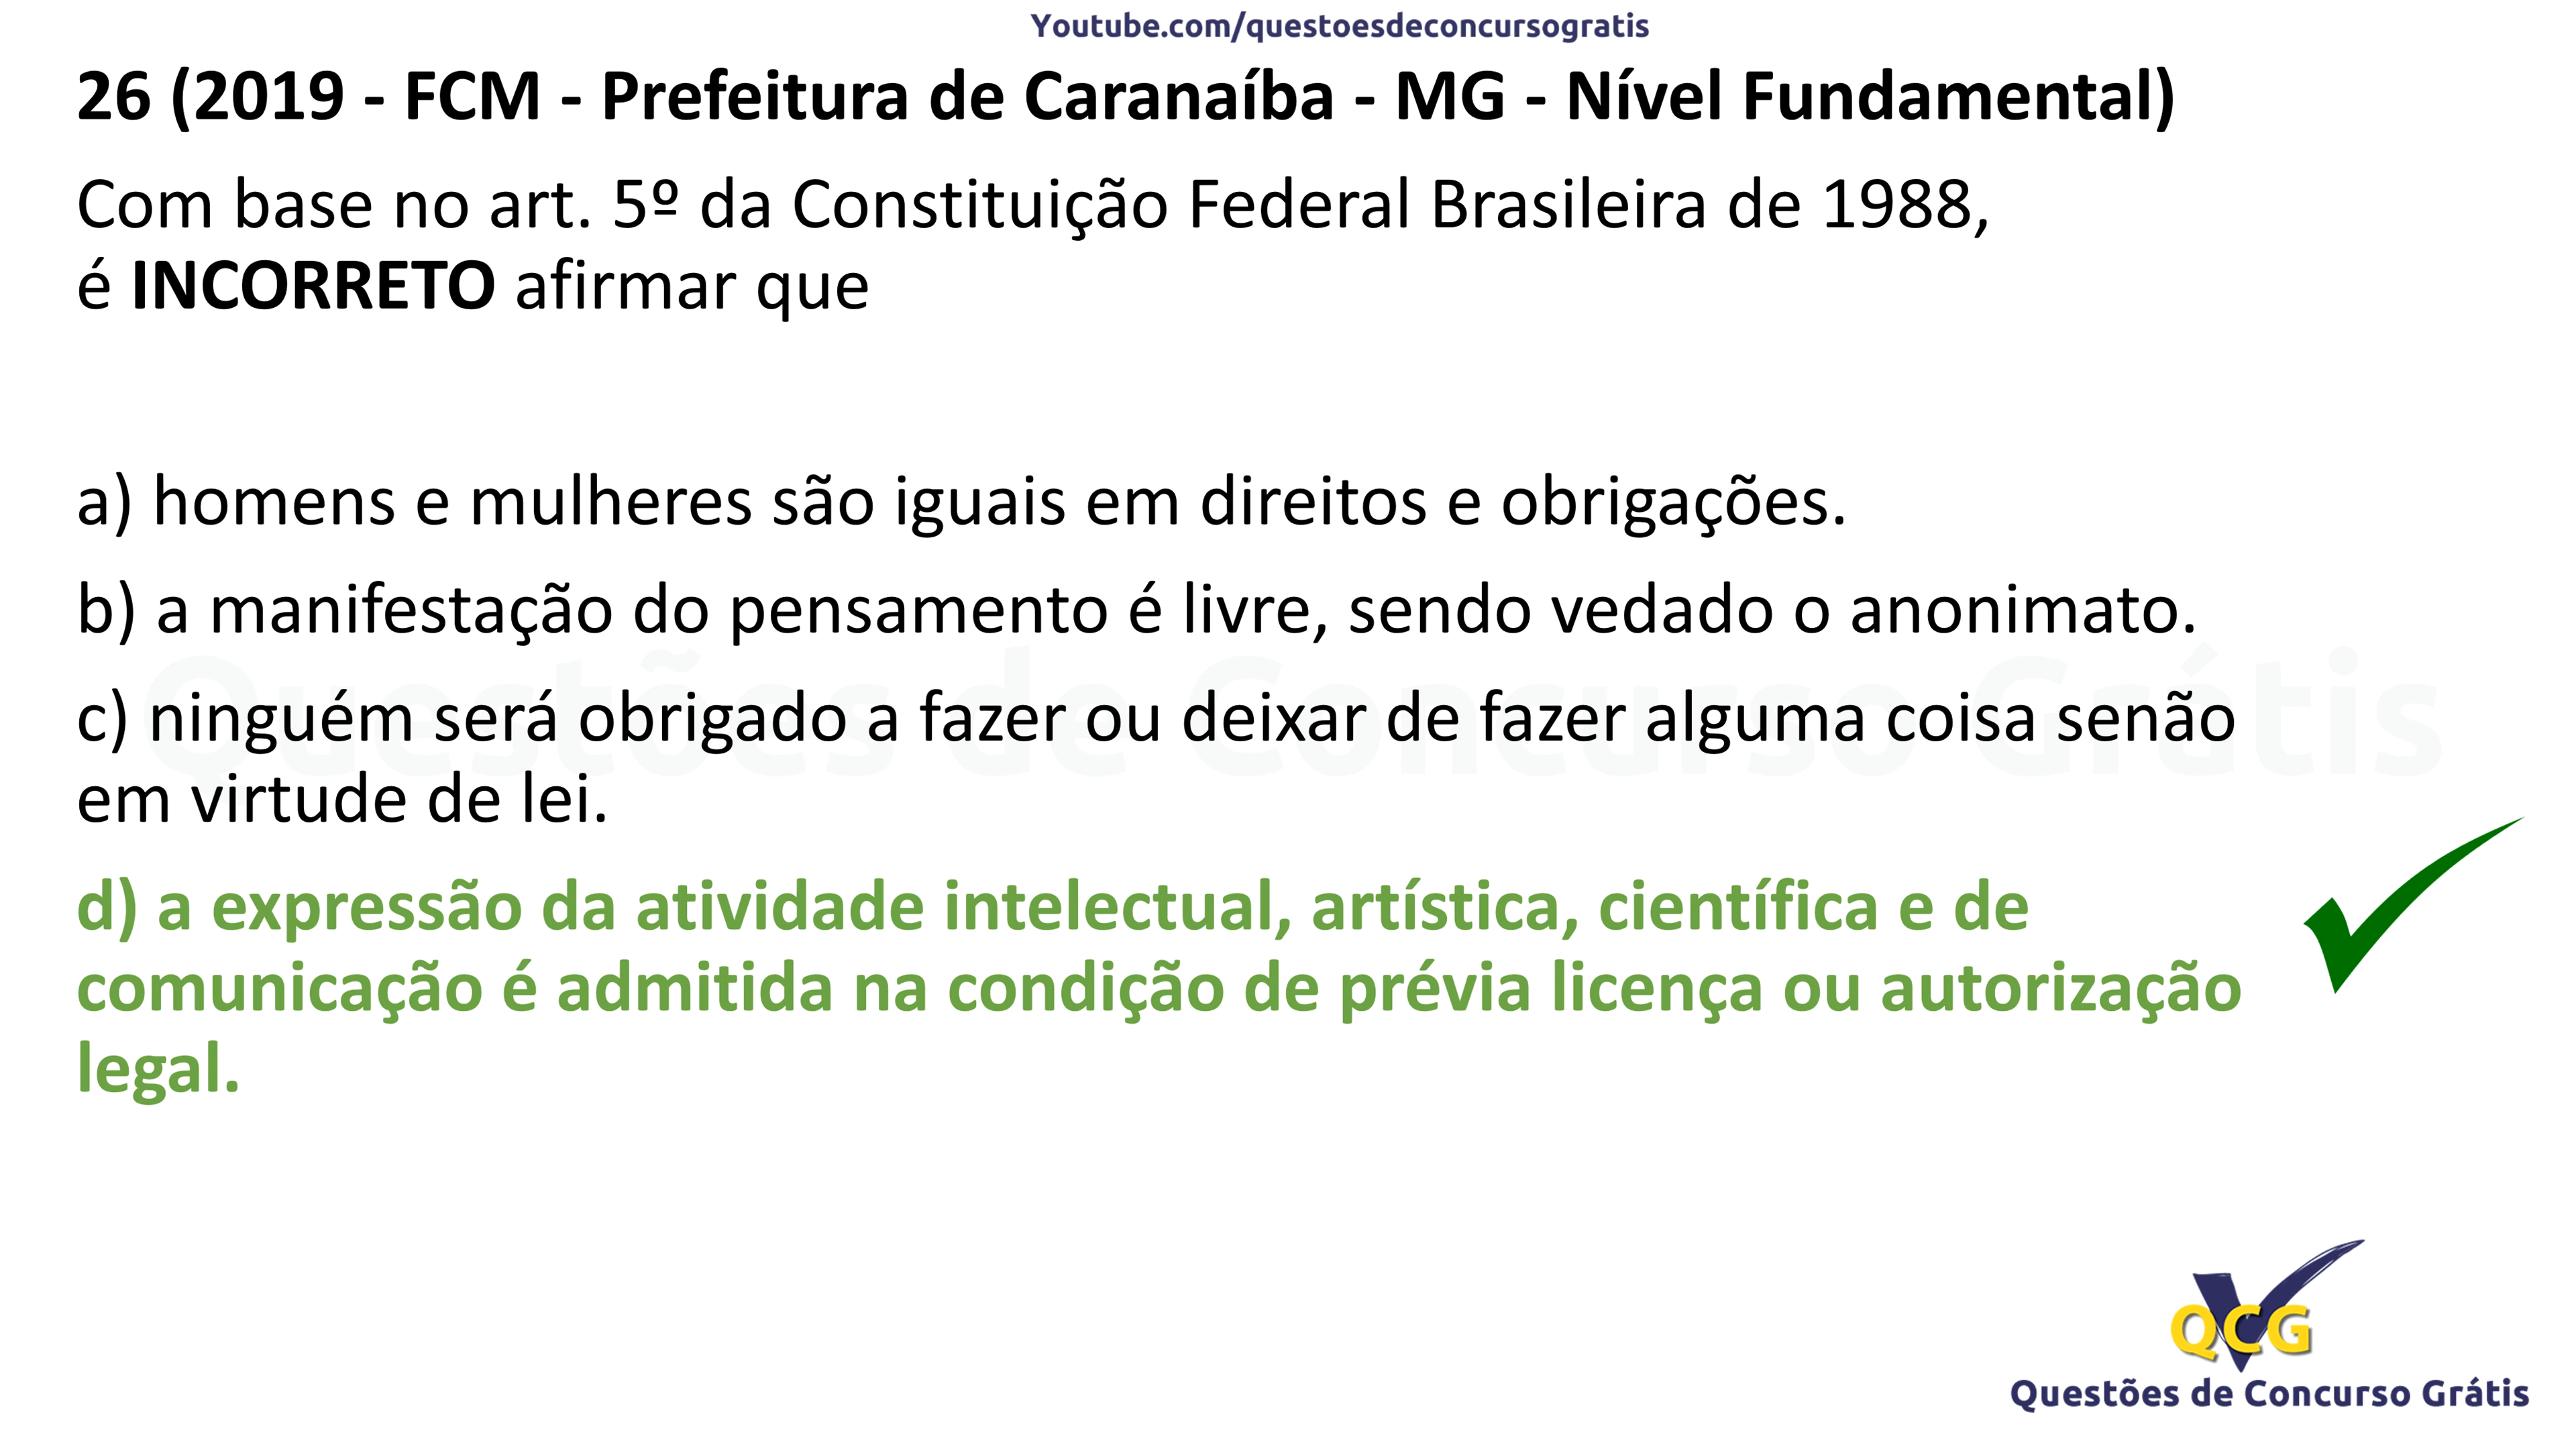 Youtube.com/questoesdeconcursogratis
26 (2019 - FCM - Prefeitura de Caranaíba - MG - Nível Fundamental)
Com base no art. 5º da Constituição Federal Brasileira de 1988,
é INCORRETO afirmar que
a) homens e mulheres são iguais em direitos e obrigações.
b) a manifestação do pensamento é livre, sendo vedado o anonimato.
Questões de Concurso Grátis
c) ninguém será obrigado a fazer ou deixar de fazer alguma coisa senão
em virtude de lei.
d) a expressão da atividade intelectual, artística, científica e de
comunicação é admitida na condição de prévia licença ou autorização
legal.
QCG
Questões de Concurso Grátis